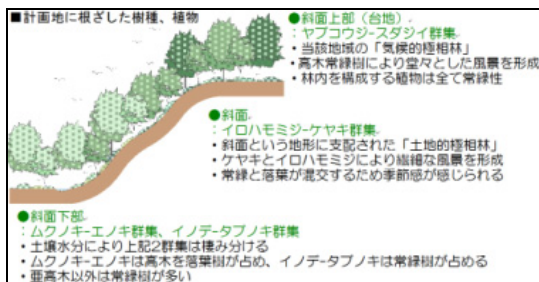 ■計画地に根ざした樹種、植物
●斜面上部（台地）
：ヤブコウジ-スダジイ群集
・当該地域の「気候的極相林」
・高木常緑樹により堂々とした風景を形成
・林内を構成する植物は全て常緑性
●斜面
：イロハモミジ-ケヤキ群集
・斜面という地形に支配された「土地的極相林」
・ケヤキとイロハモミジにより繊細な風景を形成
・常緑と落葉が混交するため季節感が感じられる
●斜面下部
：ムクノキ-エノキ群集、イノデ-タブノキ群集
・土壌水分により上記2群集は棲み分ける
・ムクノキ-エノキは高木を落葉樹が占め、イノデ-タブノキは常緑樹が占める
・亜高木以外は常緑樹が多い